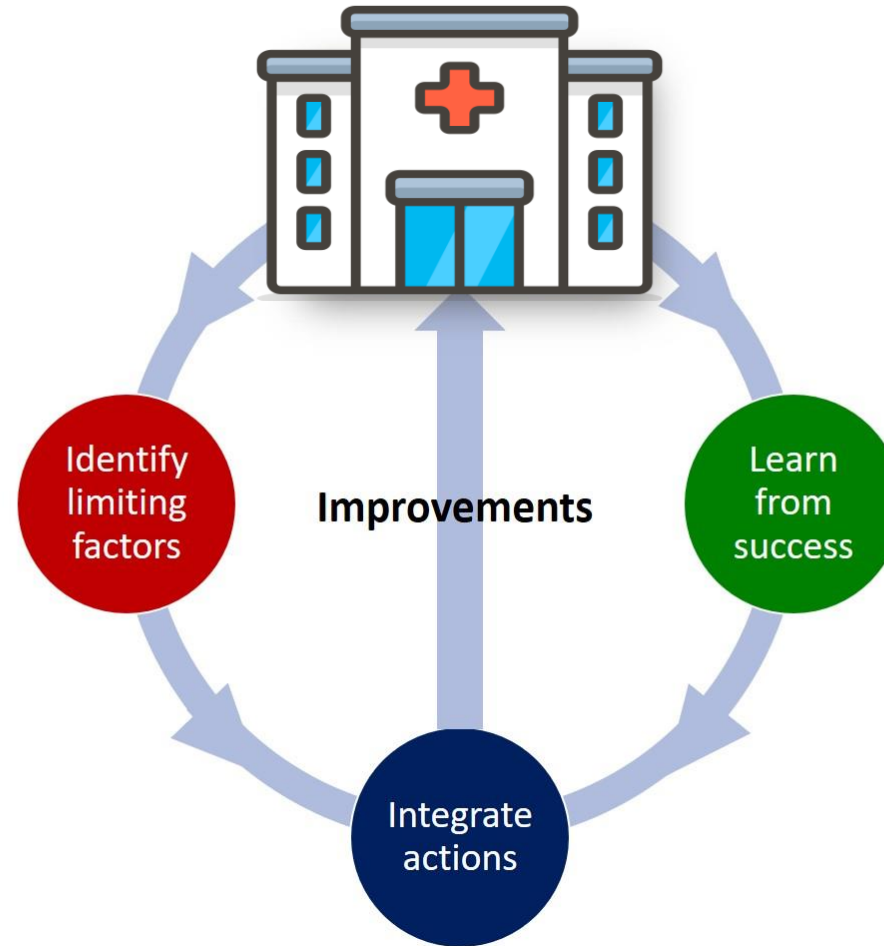 Identify
limiting
factors
Improvements
Learn
from
success
Integrate
actions